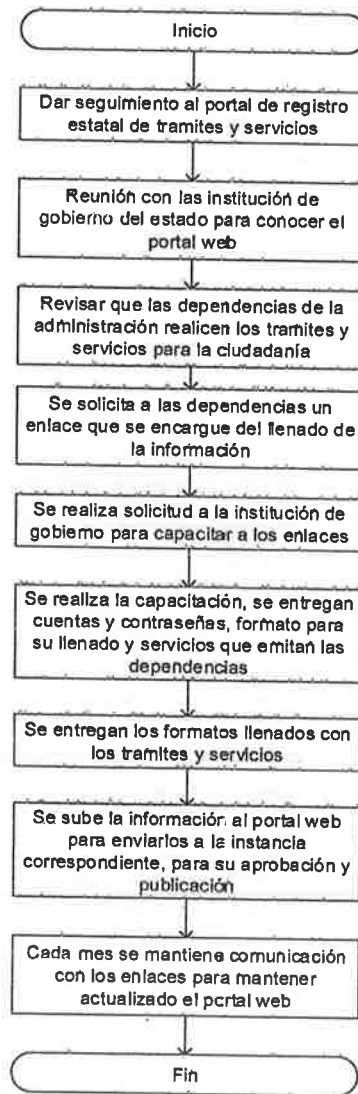 Inicio
Dar seguimiento al portal de registro
estatal de tramites y servicios
Reunión con las institución de
gobierno del estado para conocer el
portal web
Revisar que las dependencias de la
administración realicen los tramites y
servicios para la ciudadanía
Se solicita a las dependencias un
enlace que se encargue del llenado de
la información
Se realiza solicitud a la institución de
gobierno para capacitar a los enlaces
Se realiza la capacitación, se entregan
cuentas y contraseñas, formato para
su llenado y servicios que emitan las
dependencias
Se entregan los formatos llenados con
los tramites y servicios
Se sube la información al portal web
para enviarlos a la instancia
correspondiente, para su aprobación y
publicación
Cada mes se mantiene comunicación
con los enlaces para mantener
actualizado el portal web
Fin